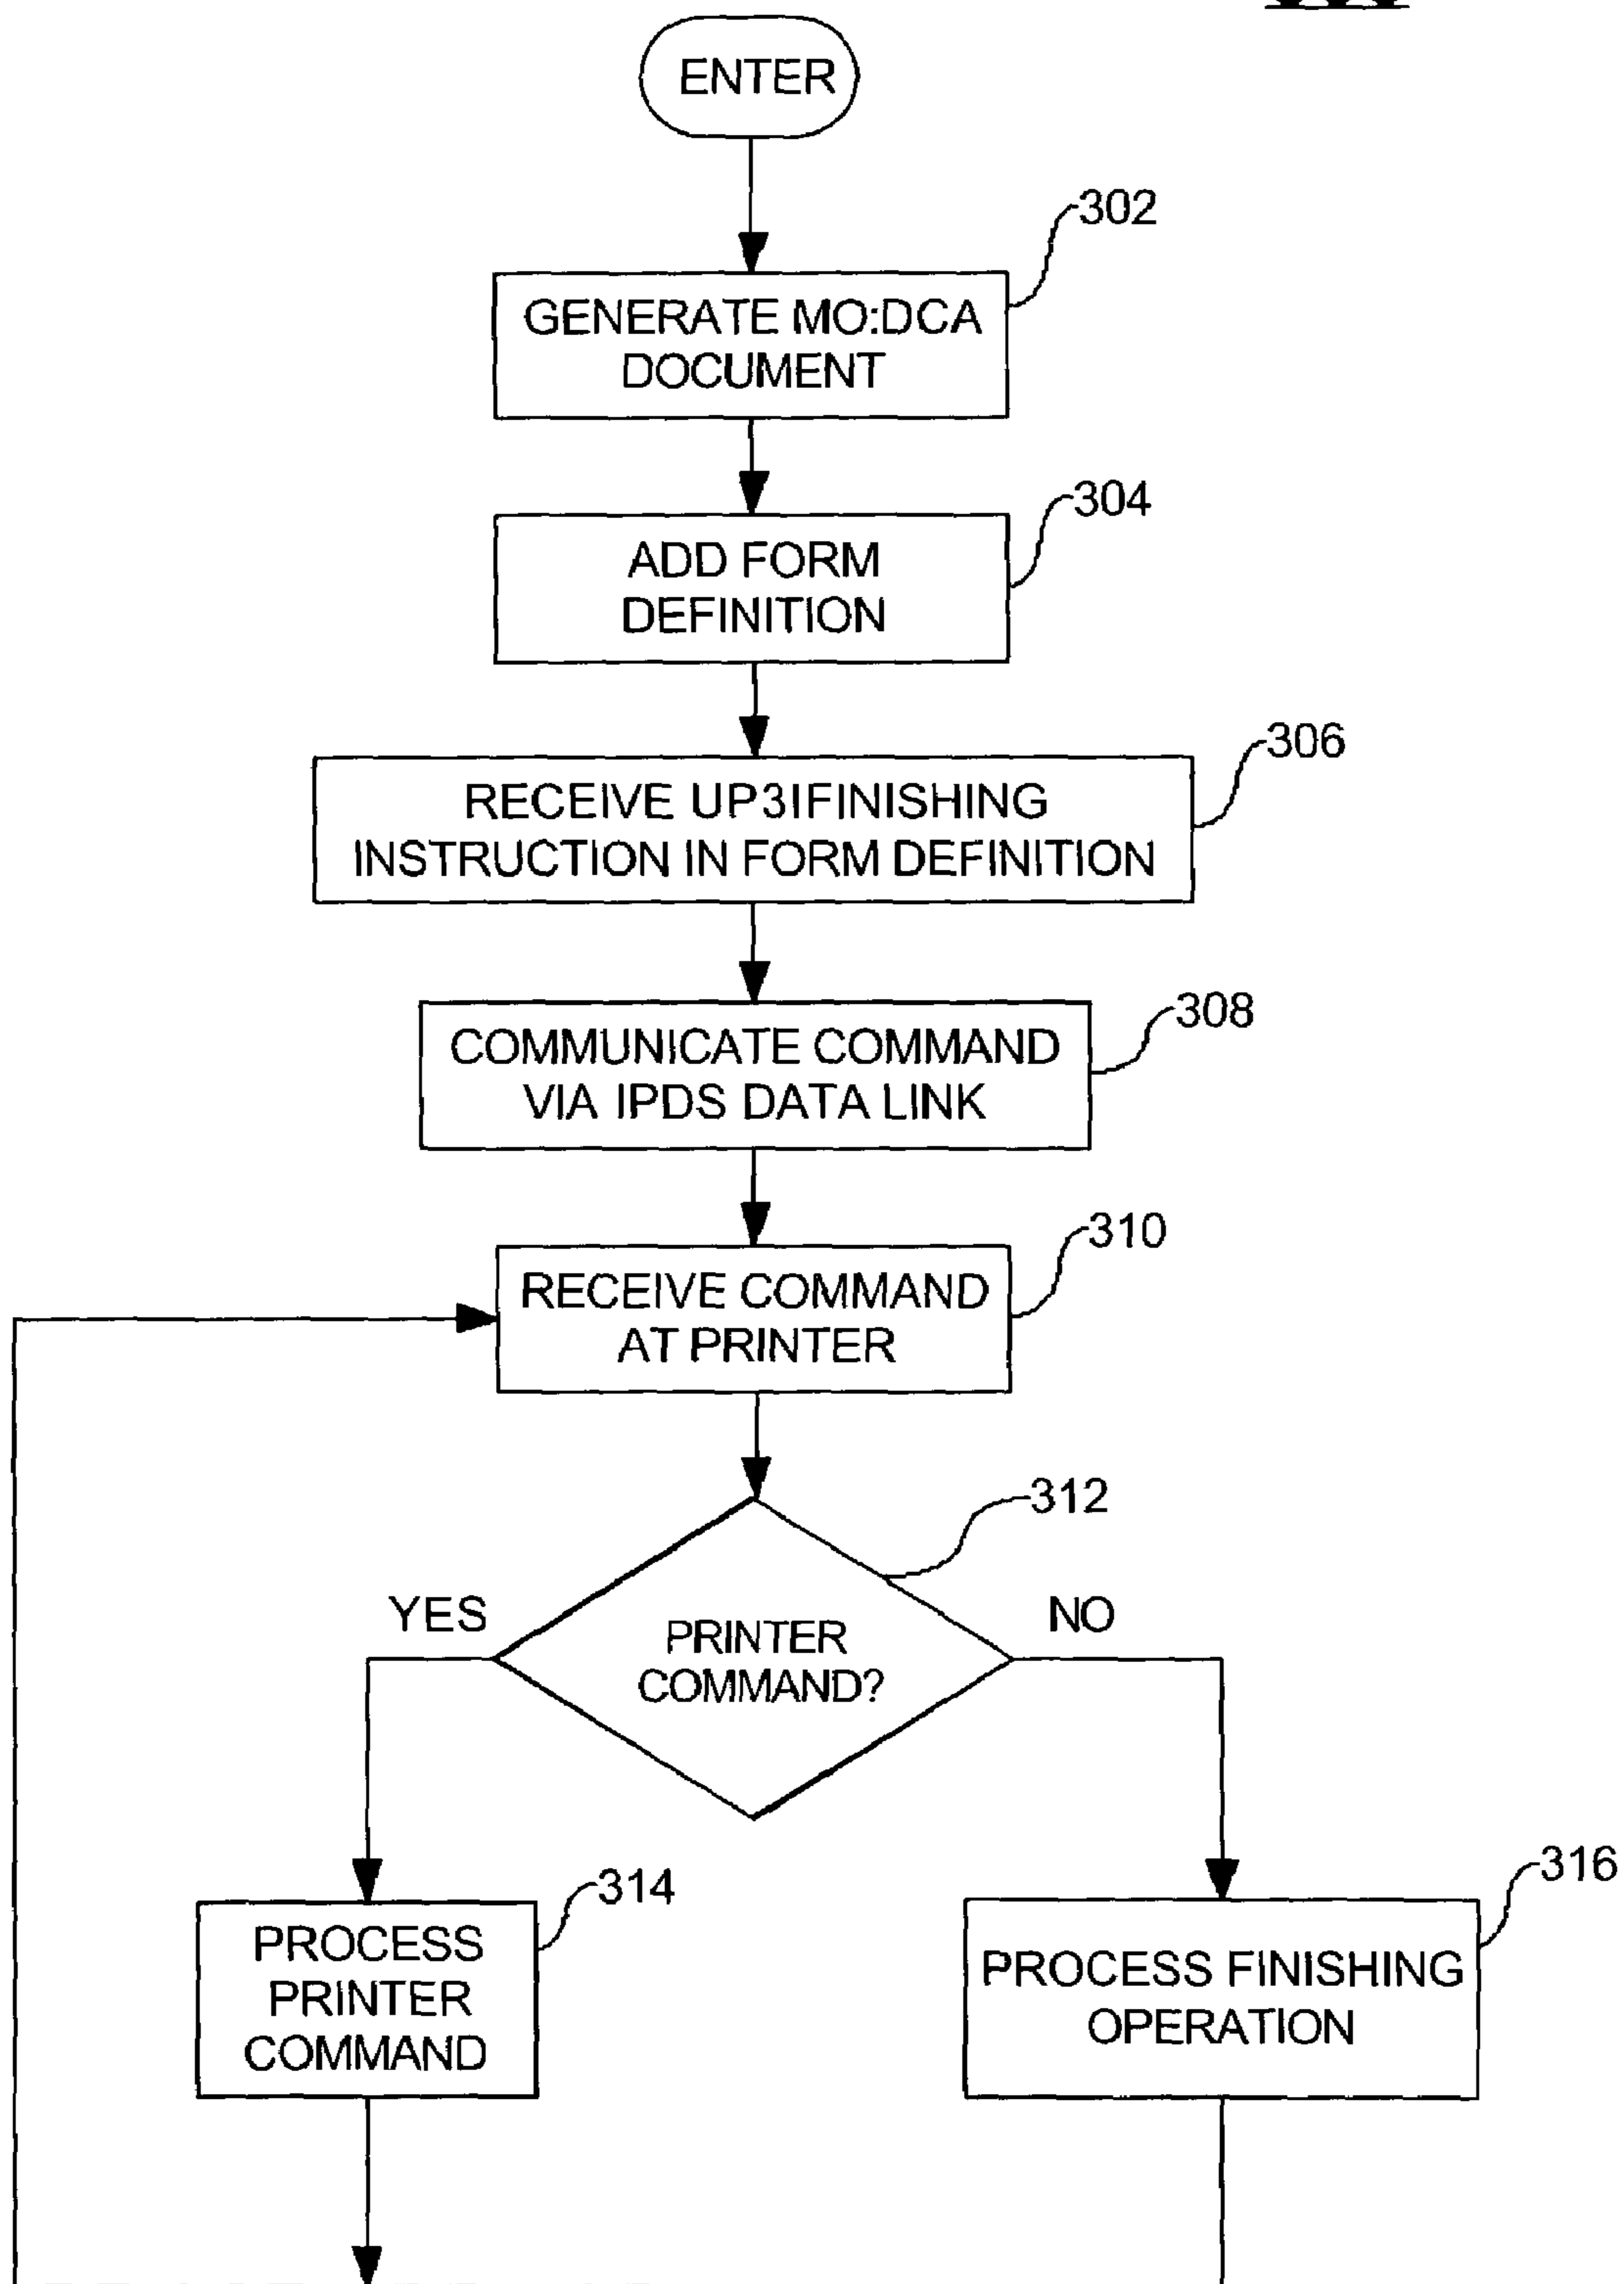 ENTER
302
GENERATE MO:DCA
DOCUMENT
304
ADD FORM
DEFINITION
306
RECEIVE UP3IFINISHING
INSTRUCTION IN FORM DEFINITION
308
COMMUNICATE COMMAND
VIA IPDS DATA LINK
310
RECEIVE COMMAND
AT PRINTER
312
YES
NO
PRINTER
COMMAND?
314
316
PROCESS
PRINTER
COMMAND
PROCESS FINISHING
OPERATION